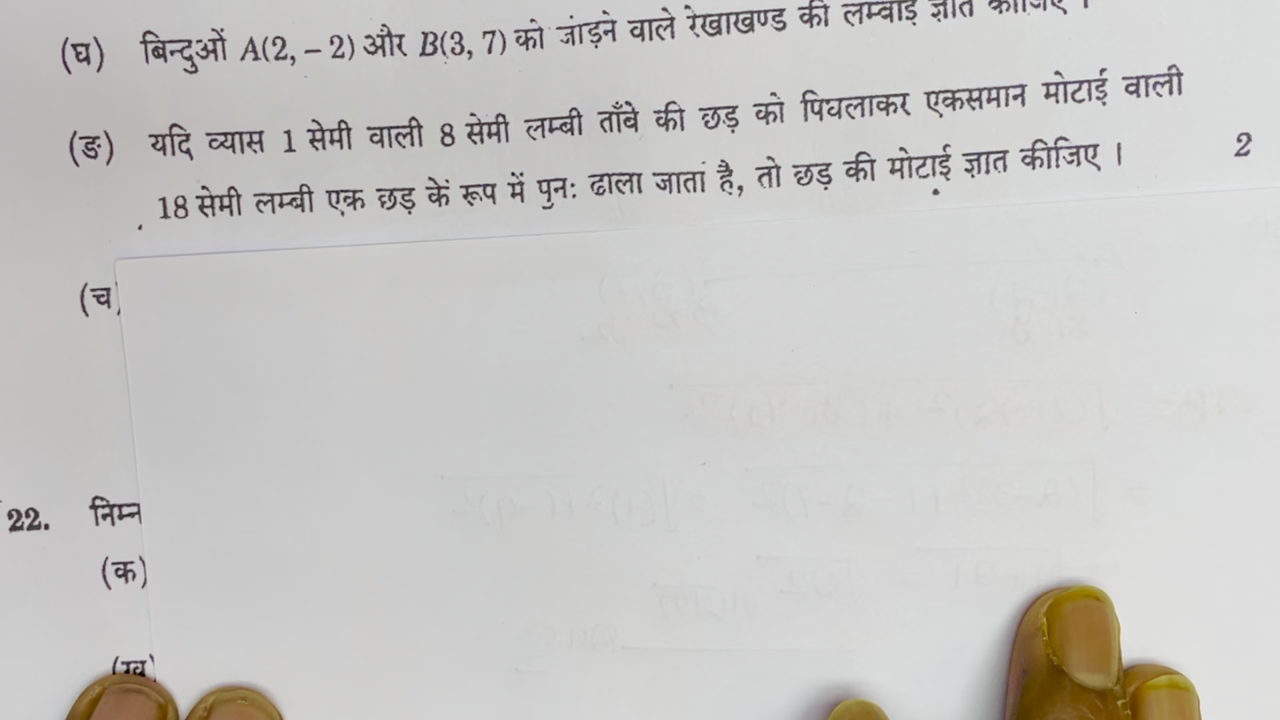 (घ) बिन्दुओं A(2, – 2) और B(3, 7) को जोड़ने वाले रेखाखण्ड की लम्बाई ज्ञात कीजिए ।
(ङ) यदि व्यास 1 सेमी वाली 8 सेमी लम्बी ताँबे की छड़ को पिघलाकर एकसमान मोटाई वाली
18 सेमी लम्बी एक छड़ के रूप में पुनः ढाला जाता है, तो छड़ की मोटाई ज्ञात कीजिए । 2
(च)
22. निम्न
(क)
(ख)